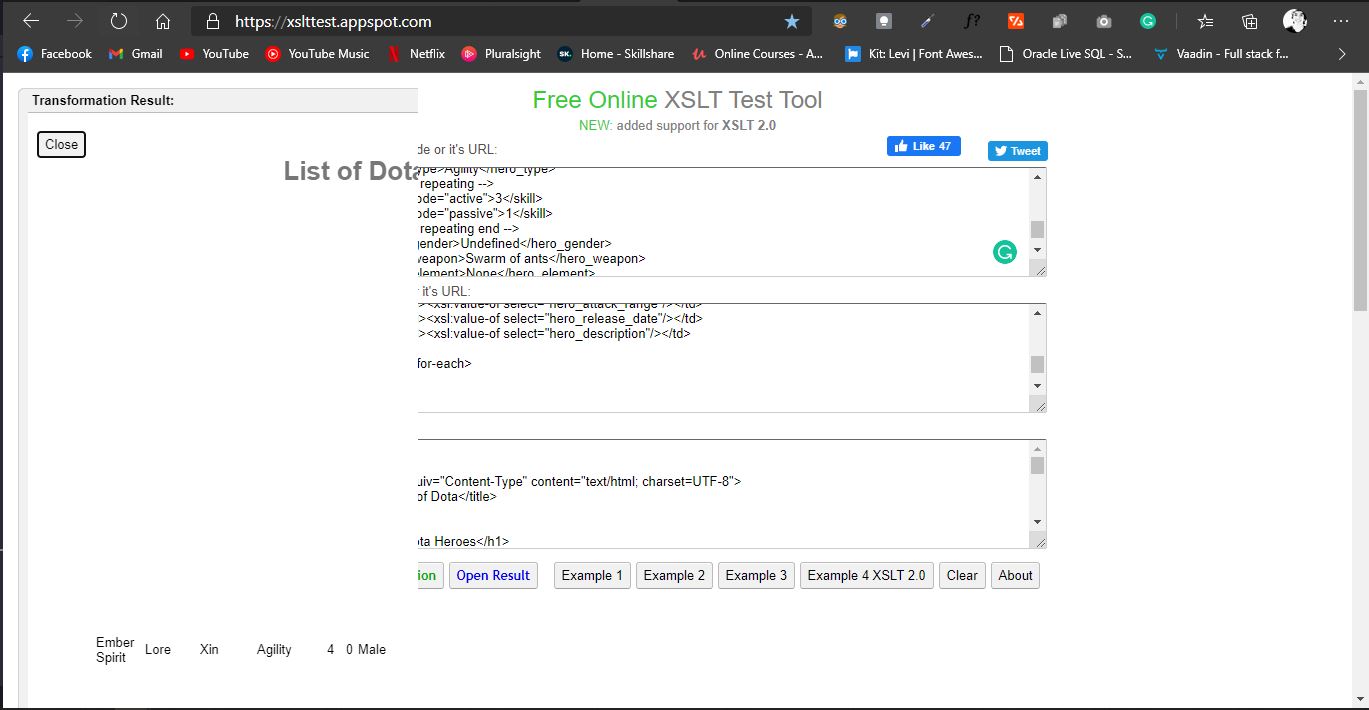 https://xslttest.appspot.com
f?
Facebook
Gmail
YouTube
YouTube Music
Netflix
Pluralsight
SK.
Home - Skillshare
Online Courses - A...
Kit: Levi | Font Awes...
Oracle Live SQL - S...
Vaadin - Full stack f...
Transformation Result:
Close
List of Dota
Free Online XSLT Test Tool
NEW: added support for XSLT 2.0
de or it's URL:
Like 47
Tweet
ype>Agility</hero_type>
repeating -->
ode="active">3</skill>
ode="passive">1</skill>
repeating end -->
gender>Undefined</hero_gender>
weapon>Swarm of ants</hero_weapon>
element>None</hero_element>
it's URL:
><xsl:value-of select="hero_attack_range"/></td>
><xsl:value-of select="hero_release_date"/></td>
><xsl:value-of select="hero_description"/></td>
for-each>
uiv="Content-Type" content="text/html; charset=UTF-8">
of Dota</title>
ota Heroes</h1>
ion
Open Result
Example 1
Example 2
Example 3
Example 4 XSLT 2.0
Clear
About
Ember Spirit
Lore
Xin
Agility
4
0
Male